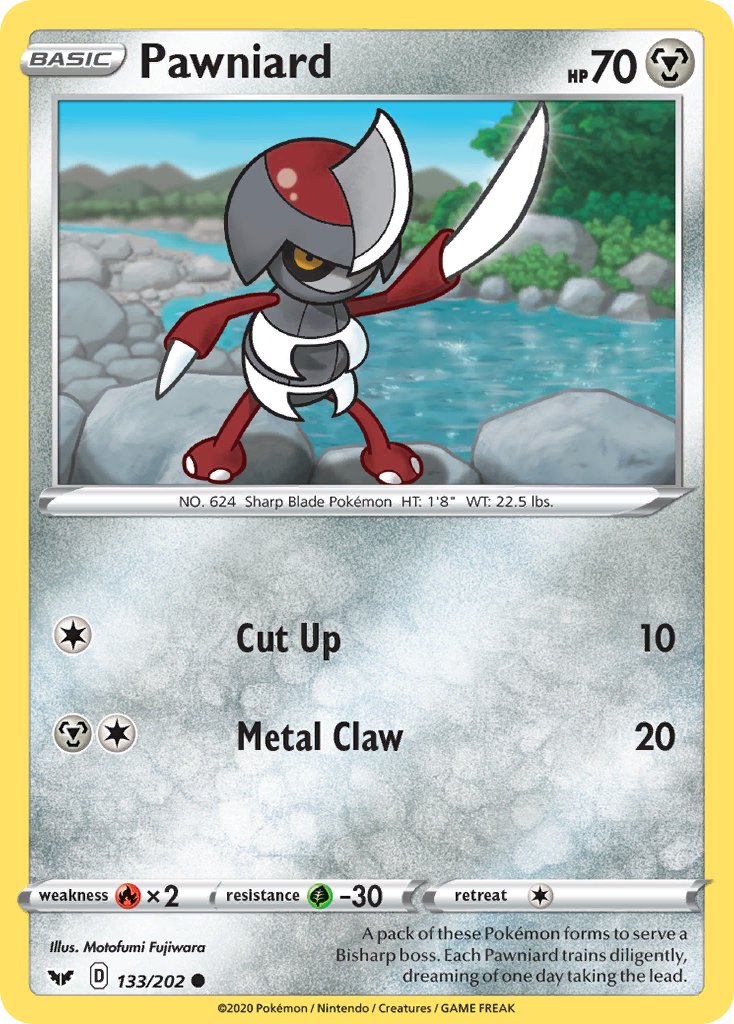 BASIC Pawniard HP 70
NO. 624 Sharp Blade Pokémon HT: 1'8" WT: 22.5 lbs.
Cut Up 10
Metal Claw 20
weakness ×2 resistance -30 retreat
Illus. Motofumi Fujiwara
A pack of these Pokémon forms to serve a
Bisharp boss. Each Pawniard trains diligently,
dreaming of one day taking the lead.
D 133/202
©2020 Pokémon / Nintendo / Creatures / GAME FREAK